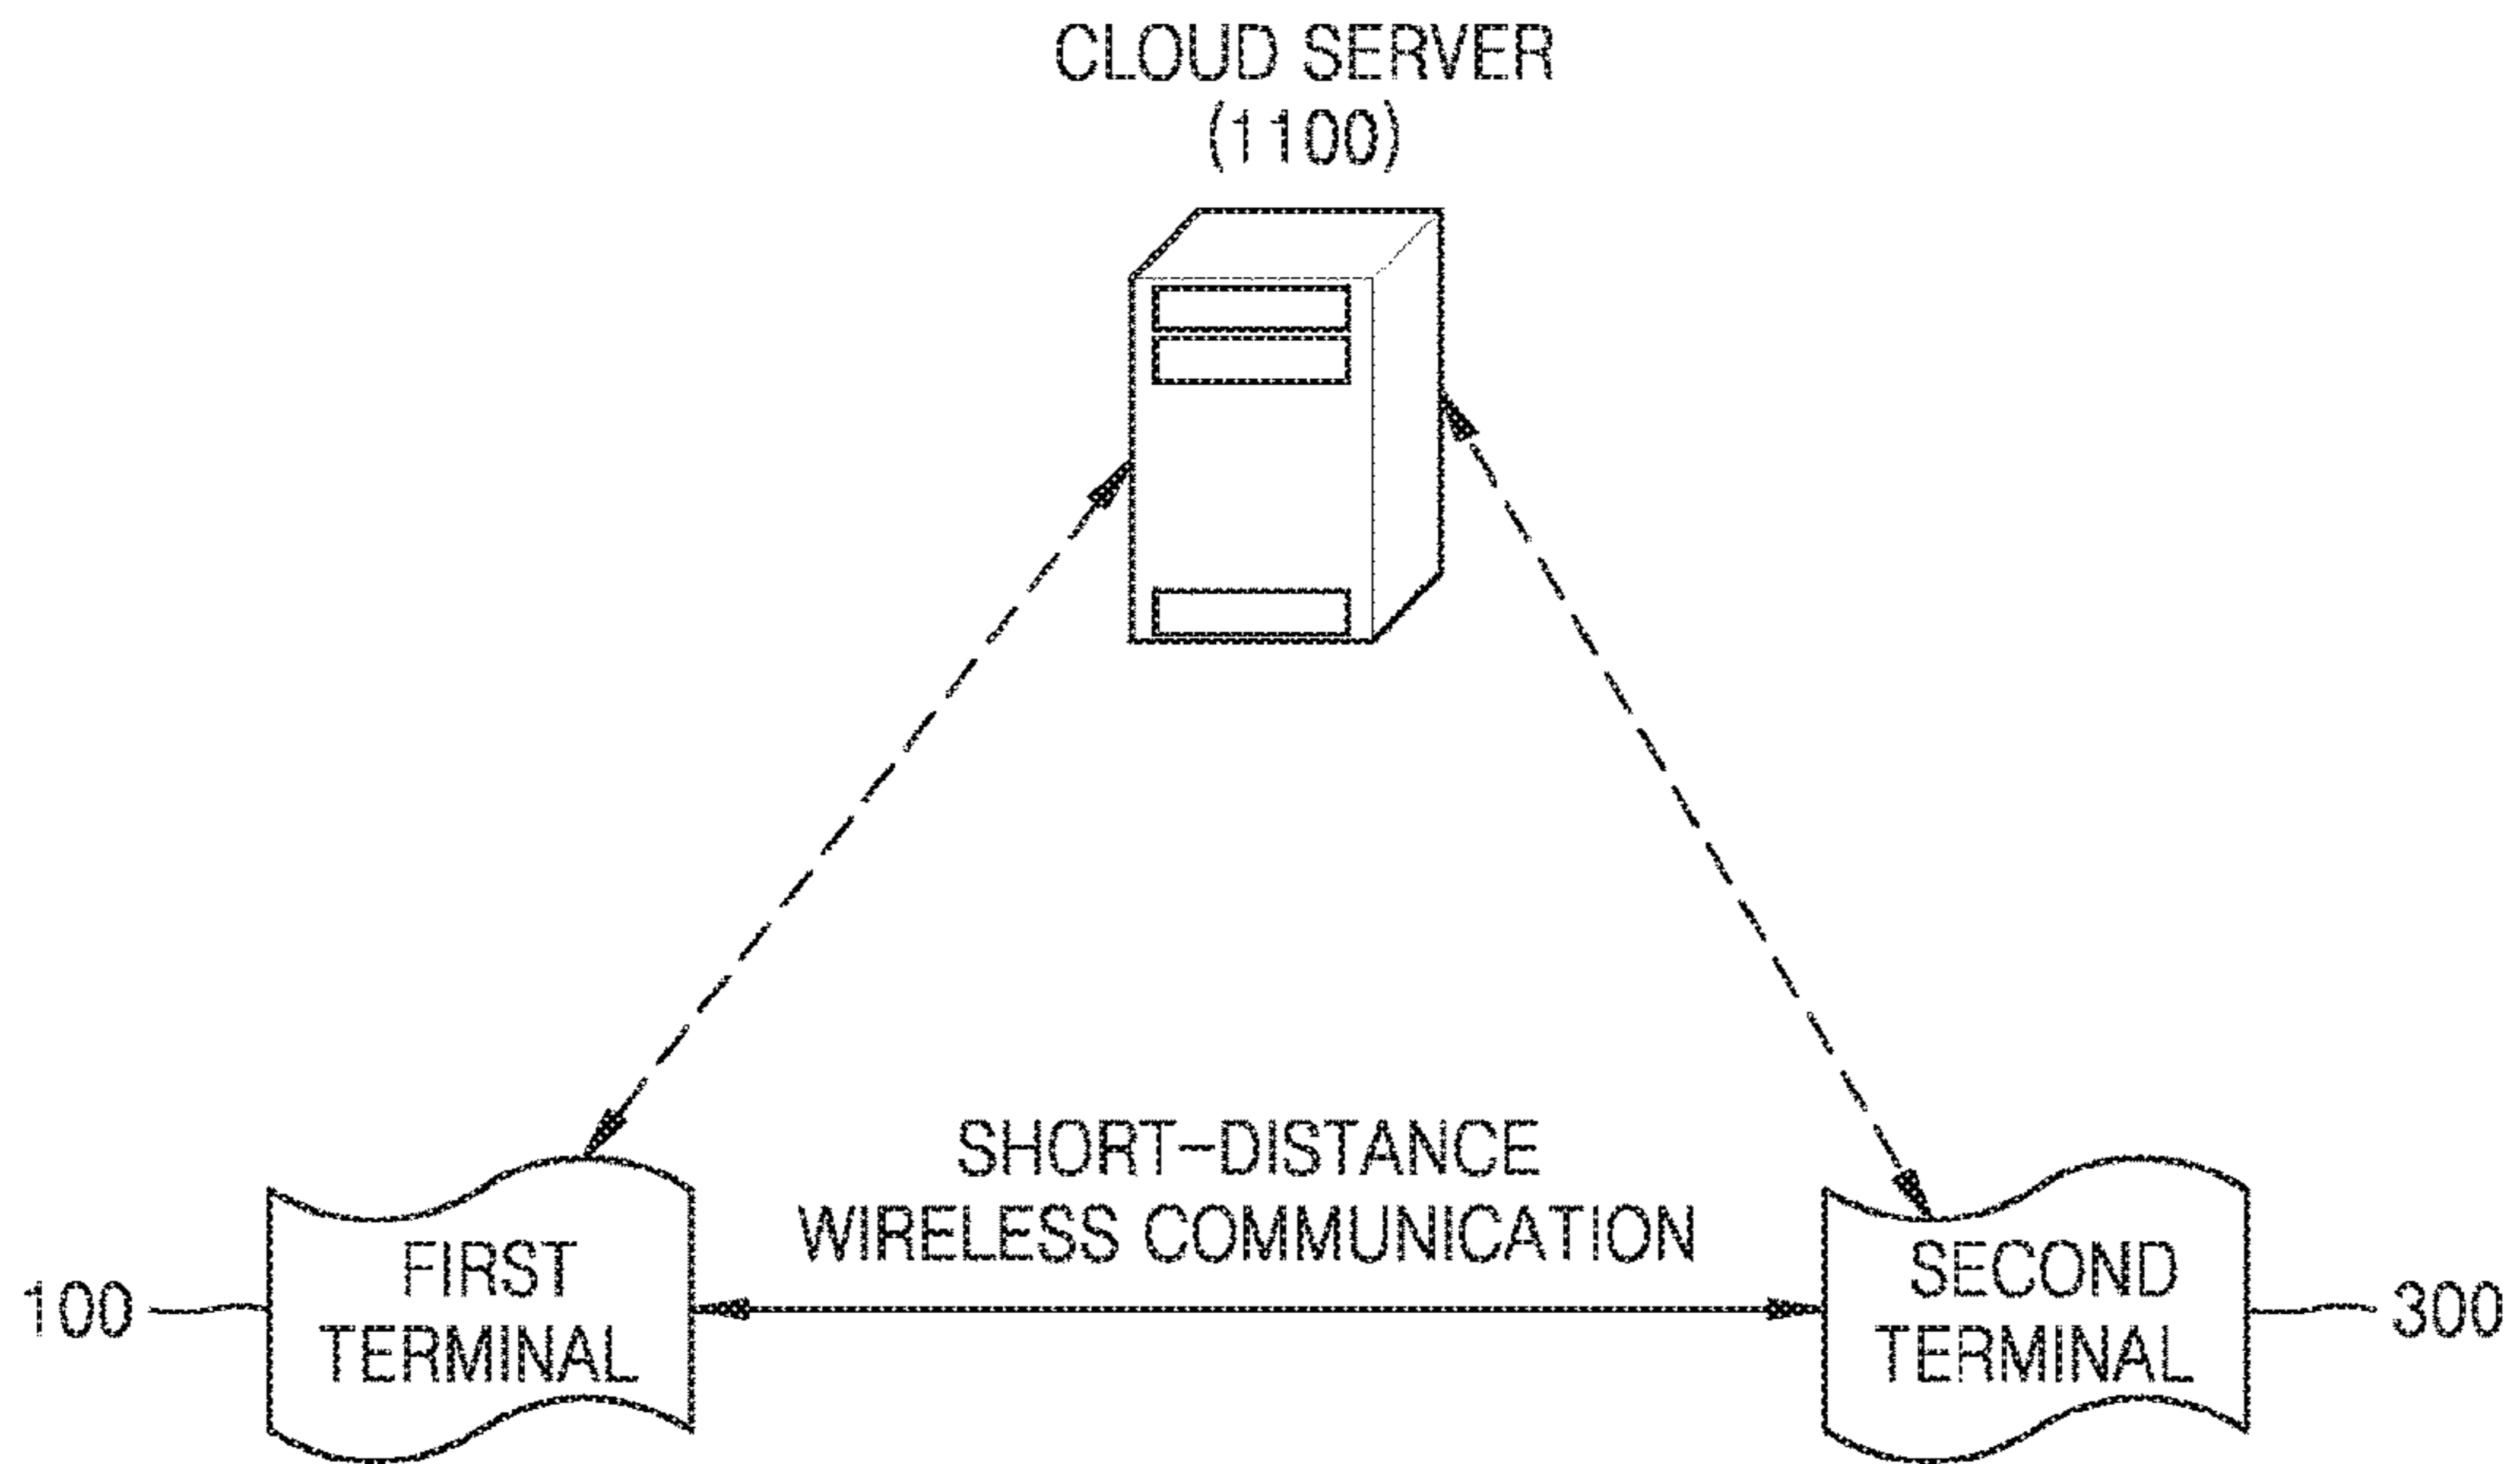 CLOUD SERVER
(1100)
SHORT-DISTANCE
WIRELESS COMMUNICATION
100
FIRST
TERMINAL
SECOND
TERMINAL
300